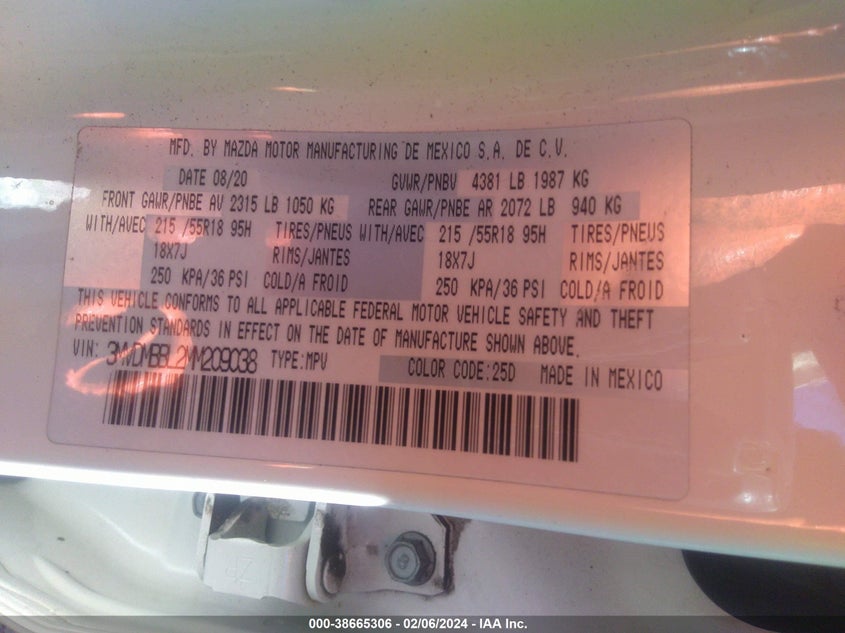 MFD. BY MAZDA MOTOR MANUFACTURING DE MEXICO S.A. DE C.V.
DATE 08/20 GVWR/PNBV 4381 LB 1987 KG
FRONT GAWR/PNBE AV 2315 LB 1050 KG REAR GAWR/PNBE AR 2072 LB 940 KG
WITH/AVEC 215 /55R18 95H TIRES/PNEUS WITH/AVEC 215 /55R18 95H TIRES/PNEUS
18X7J RIMS/JANTES 18X7J RIMS/JANTES
250 KPA/36 PSI COLD/A FROID 250 KPA/36 PSI COLD/A FROID
THIS VEHICLE CONFORMS TO ALL APPLICABLE FEDERAL MOTOR VEHICLE SAFETY AND THEFT
PREVENTION STANDARDS IN EFFECT ON THE DATE OF MANUFACTURE SHOWN ABOVE.
VIN: 3MVDMBBL2MM209038 TYPE:MPV COLOR CODE:25D MADE IN MEXICO
000-38665306 - 02/06/2024 - IAA Inc.